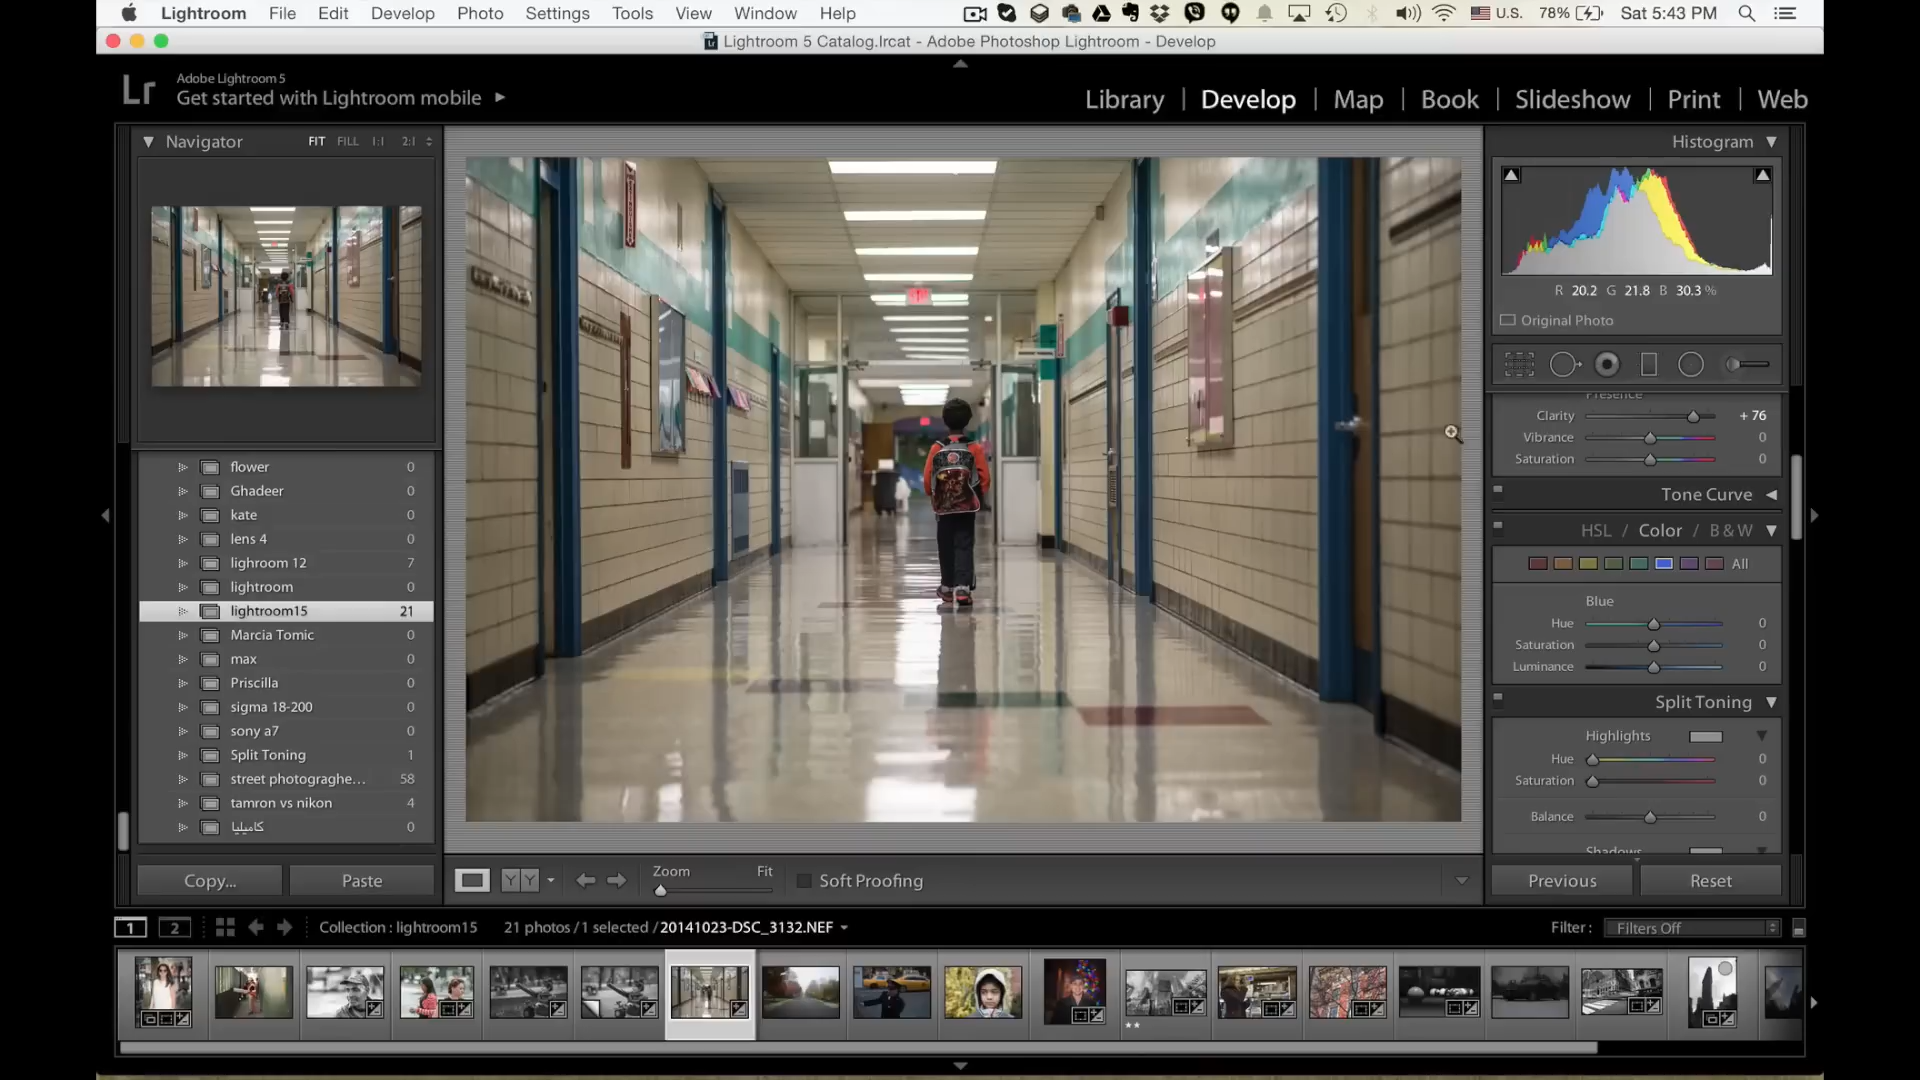 Lightroom File Edit Develop Photo Settings Tools View Window Help U.S. 78% Sat 5:43 PM
Lightroom 5 Catalog.lrcat - Adobe Photoshop Lightroom - Develop
Lr
Adobe Lightroom 5
Get started with Lightroom mobile
Library | Develop | Map | Book | Slideshow | Print | Web
Navigator FIT FILL 1:1 2:1
flower 0
Ghadeer 0
kate 0
lens 4 0
lighroom 12 7
lightroom 0
lightroom15 21
Marcia Tomic 0
max 0
Priscilla 0
sigma 18-200 0
sony a7 0
Split Toning 1
street photographe... 58
tamron vs nikon 4
كاميليا 0
Copy... Paste
Zoom Fit
Soft Proofing
Histogram
R 20.2 G 21.8 B 30.3 %
Original Photo
Presence
Clarity + 76
Vibrance 0
Saturation 0
Tone Curve
HSL / Color / B & W
All
Blue
Hue 0
Saturation 0
Luminance 0
Split Toning
Highlights
Hue 0
Saturation 0
Balance 0
Shadows
Previous Reset
1 2 Collection : lightroom15 21 photos / 1 selected / 20141023-DSC_3132.NEF Filter : Filters Off